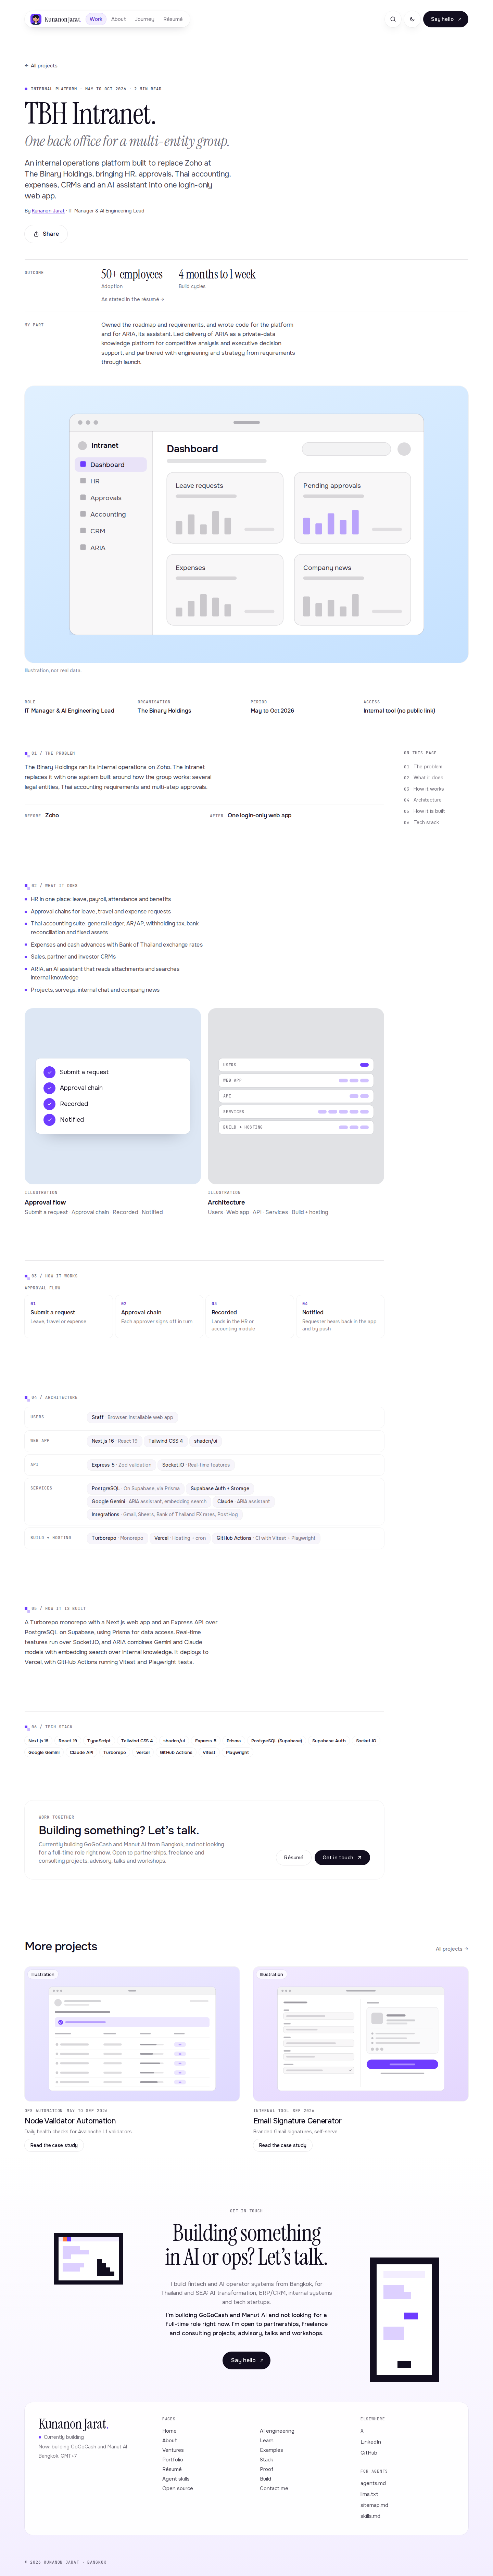 Kunanon Jarat Work About Journey Résumé Say hello
← All projects
INTERNAL PLATFORM · MAY TO OCT 2026 · 2 MIN READ
TBH Intranet.
One back office for a multi-entity group.
An internal operations platform built to replace Zoho at
The Binary Holdings, bringing HR, approvals, Thai accounting,
expenses, CRMs and an AI assistant into one login-only
web app.
By Kunanon Jarat · IT Manager & AI Engineering Lead
Share
OUTCOME
50+ employees
Adoption
4 months to 1 week
Build cycles
As stated in the résumé →
MY PART
Owned the roadmap and requirements, and wrote code for the platform
and for ARIA, its assistant. Led delivery of ARIA as a private-data
knowledge platform for competitive analysis and executive decision
support, and partnered with engineering and strategy from requirements
through launch.
Intranet
Dashboard
HR
Approvals
Accounting
CRM
ARIA
Dashboard
Leave requests
Pending approvals
Expenses
Company news
Illustration, not real data.
ROLE
IT Manager & AI Engineering Lead
ORGANISATION
The Binary Holdings
PERIOD
May to Oct 2026
ACCESS
Internal tool (no public link)
01 / THE PROBLEM
The Binary Holdings ran its internal operations on Zoho. The intranet
replaces it with one system built around how the group works: several
legal entities, Thai accounting requirements and multi-step approvals.
BEFORE Zoho
AFTER One login-only web app
ON THIS PAGE
01 The problem
02 What it does
03 How it works
04 Architecture
05 How it is built
06 Tech stack
02 / WHAT IT DOES
HR in one place: leave, payroll, attendance and benefits
Approval chains for leave, travel and expense requests
Thai accounting suite: general ledger, AR/AP, withholding tax, bank
reconciliation and fixed assets
Expenses and cash advances with Bank of Thailand exchange rates
Sales, partner and investor CRMs
ARIA, an AI assistant that reads attachments and searches
internal knowledge
Projects, surveys, internal chat and company news
Submit a request
Approval chain
Recorded
Notified
USERS
WEB APP
API
SERVICES
BUILD + HOSTING
ILLUSTRATION
Approval flow
Submit a request · Approval chain · Recorded · Notified
ILLUSTRATION
Architecture
Users · Web app · API · Services · Build + hosting
03 / HOW IT WORKS
APPROVAL FLOW
01
Submit a request
Leave, travel or expense
02
Approval chain
Each approver signs off in turn
03
Recorded
Lands in the HR or
accounting module
04
Notified
Requester hears back in the app
and by push
04 / ARCHITECTURE
USERS
Staff · Browser, installable web app
WEB APP
Next.js 16 · React 19 Tailwind CSS 4 shadcn/ui
API
Express 5 · Zod validation Socket.IO · Real-time features
SERVICES
PostgreSQL · On Supabase, via Prisma Supabase Auth + Storage
Google Gemini · ARIA assistant, embedding search Claude · ARIA assistant
Integrations · Gmail, Sheets, Bank of Thailand FX rates, PostHog
BUILD + HOSTING
Turborepo · Monorepo Vercel · Hosting + cron GitHub Actions · CI with Vitest + Playwright
05 / HOW IT IS BUILT
A Turborepo monorepo with a Next.js web app and an Express API over
PostgreSQL on Supabase, using Prisma for data access. Real-time
features run over Socket.IO, and ARIA combines Gemini and Claude
models with embedding search over internal knowledge. It deploys to
Vercel, with GitHub Actions running Vitest and Playwright tests.
06 / TECH STACK
Next.js 16 React 19 TypeScript Tailwind CSS 4 shadcn/ui Express 5 Prisma PostgreSQL (Supabase) Supabase Auth Socket.IO
Google Gemini Claude API Turborepo Vercel GitHub Actions Vitest Playwright
WORK TOGETHER
Building something? Let's talk.
Currently building GoGoCash and Manut AI from Bangkok, and not looking
for a full-time role right now. Open to partnerships, freelance and
consulting projects, advisory, talks and workshops.
Résumé
Get in touch
More projects
All projects →
Illustration
OPS AUTOMATION MAY TO SEP 2026
Node Validator Automation
Daily health checks for Avalanche L1 validators.
Read the case study
Illustration
INTERNAL TOOL SEP 2026
Email Signature Generator
Branded Gmail signatures, self-serve.
Read the case study
GET IN TOUCH
Building something
in AI or ops? Let's talk.
I build fintech and AI operator systems from Bangkok, for
Thailand and SEA: AI transformation, ERP/CRM, internal systems
and tech startups.
I'm building GoGoCash and Manut AI and not looking for a
full-time role right now. I'm open to partnerships, freelance
and consulting projects, advisory, talks and workshops.
Say hello
Kunanon Jarat.
Currently building
Now: building GoGoCash and Manut AI
Bangkok, GMT+7
PAGES
Home
About
Ventures
Portfolio
Résumé
Agent skills
Open source
AI engineering
Learn
Examples
Stack
Proof
Build
Contact me
ELSEWHERE
X
LinkedIn
GitHub
FOR AGENTS
agents.md
llms.txt
sitemap.md
skills.md
© 2026 KUNANON JARAT · BANGKOK